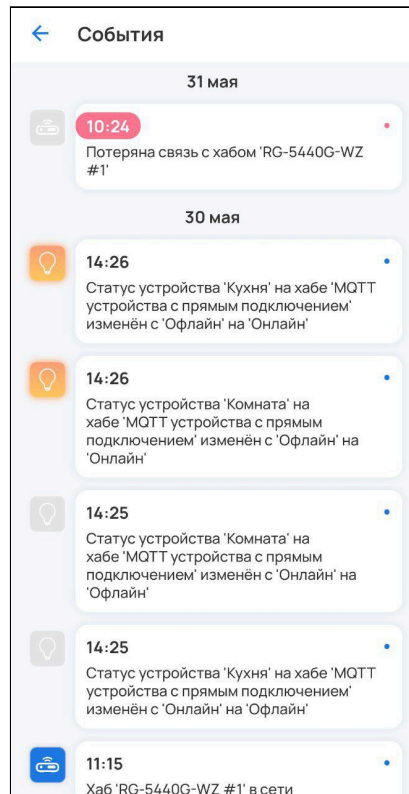 События
31 мая
10:24
Потеряна связь с хабом 'RG-5440G-WZ
#1'
30 мая
14:26
Статус устройства 'Кухня' на хабе 'MQTT
устройства с прямым подключением'
изменён с 'Офлайн' на 'Онлайн'
14:26
Статус устройства 'Комната' на
хабе 'MQTT устройства с прямым
подключением' изменён с 'Офлайн' на
'Онлайн'
14:25
Статус устройства 'Комната' на
хабе 'MQTT устройства с прямым
подключением' изменён с 'Онлайн' на
'Офлайн'
14:25
Статус устройства 'Кухня' на хабе 'MQTT
устройства с прямым подключением'
изменён с 'Онлайн' на 'Офлайн'
11:15
Хаб 'RG-5440G-WZ #1' в сети